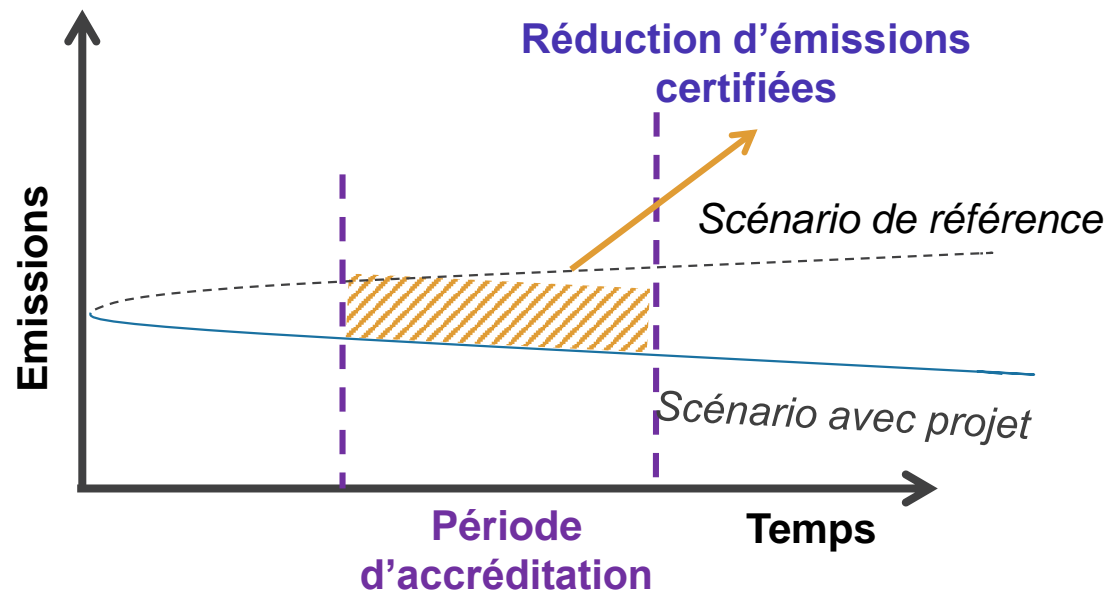 Réduction d’émissions
certifiées
Scénario de référence
Emissions
Scénario avec projet
Période
d’accréditation
Temps